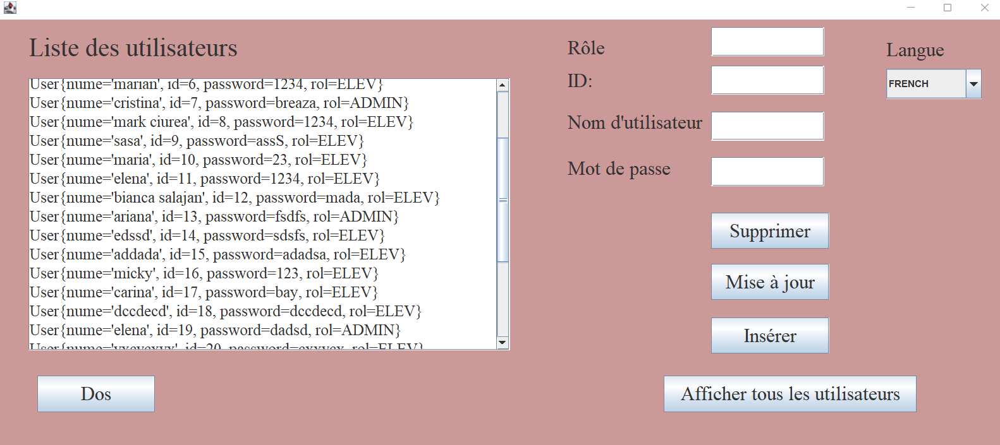 Liste des utilisateurs
User{nume='marian', id=6, password=1234, rol=ELEV}
User{nume='cristina', id=7, password=breaza, rol=ADMIN}
User{nume='mark ciurea', id=8, password=1234, rol=ELEV}
User{nume='sasa', id=9, password=assS, rol=ELEV}
User{nume='maria', id=10, password=23, rol=ELEV}
User{nume='elena', id=11, password=1234, rol=ELEV}
User{nume='bianca salajan', id=12, password=mada, rol=ELEV}
User{nume='ariana', id=13, password=fsdfs, rol=ADMIN}
User{nume='edssd', id=14, password=sdsfs, rol=ELEV}
User{nume='addada', id=15, password=adadsa, rol=ELEV}
User{nume='micky', id=16, password=123, rol=ELEV}
User{nume='carina', id=17, password=bay, rol=ELEV}
User{nume='dccdecd', id=18, password=dccdecd, rol=ELEV}
User{nume='elena', id=19, password=dadsd, rol=ADMIN}
id=20, rol=ELEV}
Dos
Rôle
ID:
Nom d'utilisateur
Mot de passe
Supprimer
Mise à jour
Insérer
Afficher tous les utilisateurs
Langue
FRENCH